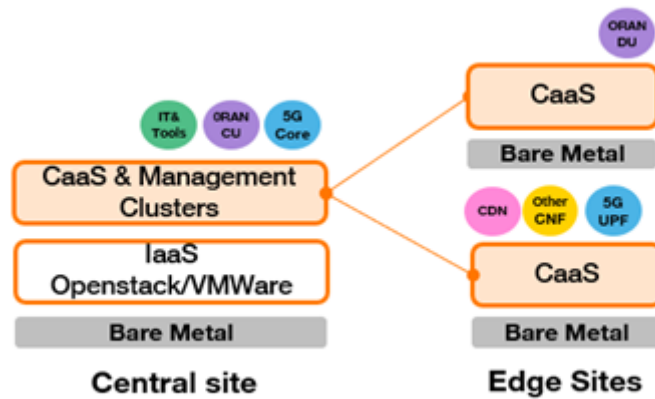 IT&
Tools
ORAN
CU
5G
Core
CaaS & Management
Clusters
IaaS
Openstack/VMWare
Bare Metal
Central site
ORAN
DU
CaaS
Bare Metal
CDN
Other
CNF
5G
UPF
CaaS
Bare Metal
Edge Sites